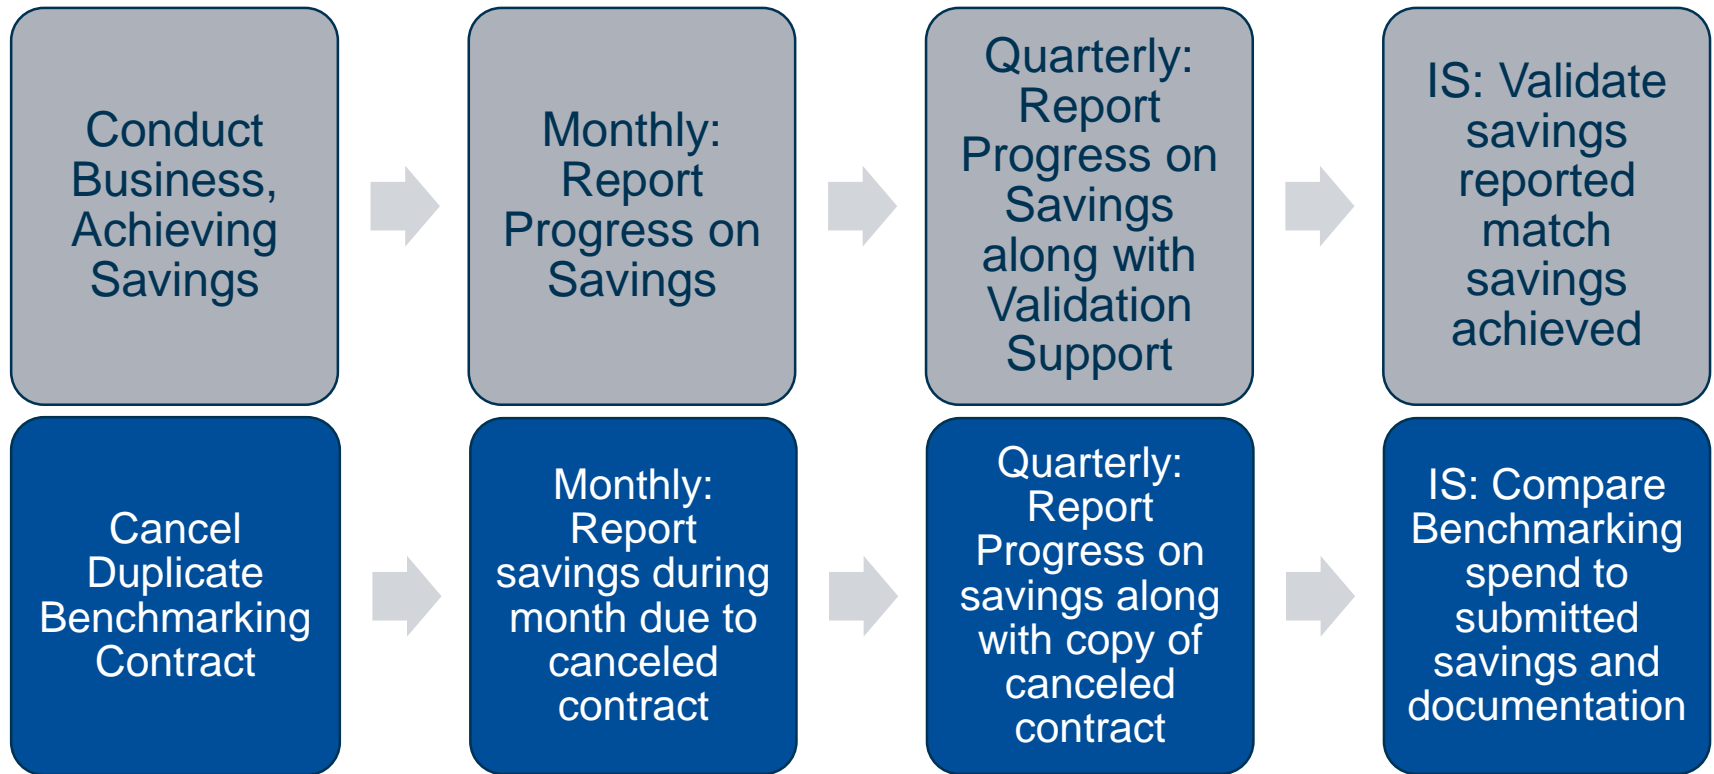 Conduct
Business,
Achieving
Savings
Monthly:
Report
Progress on
Savings
Quarterly:
Report
Progress on
Savings
along with
Validation
Support
IS: Validate
savings
reported
match
savings
achieved
Cancel
Duplicate
Benchmarking
Contract
Monthly:
Report
savings during
month due to
canceled
contract
Quarterly:
Report
Progress on
savings along
with copy of
canceled
contract
IS: Compare
Benchmarking
spend to
submitted
savings and
documentation